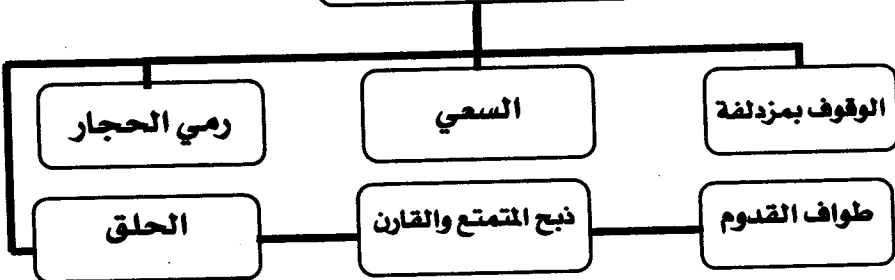 الوقوف بمزدلفة
السعي
رمي الحجار
طواف القدوم
ذبح المتمتع والقارن
الحلق